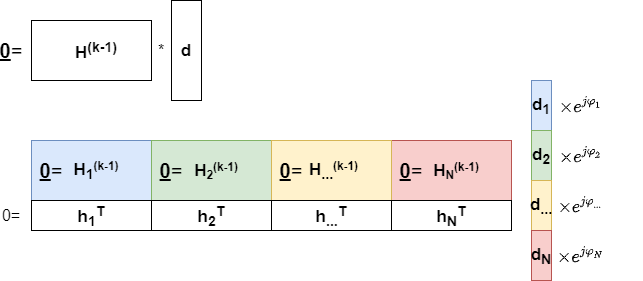 0= H(k-1) * d
d1 ×e^jφ1
0= H1(k-1) 0= H2(k-1) 0= H...(k-1) 0= HN(k-1)
d2 ×e^jφ2
0= h1T h2T h...T hNT
d... ×e^jφ...
dN ×e^jφN